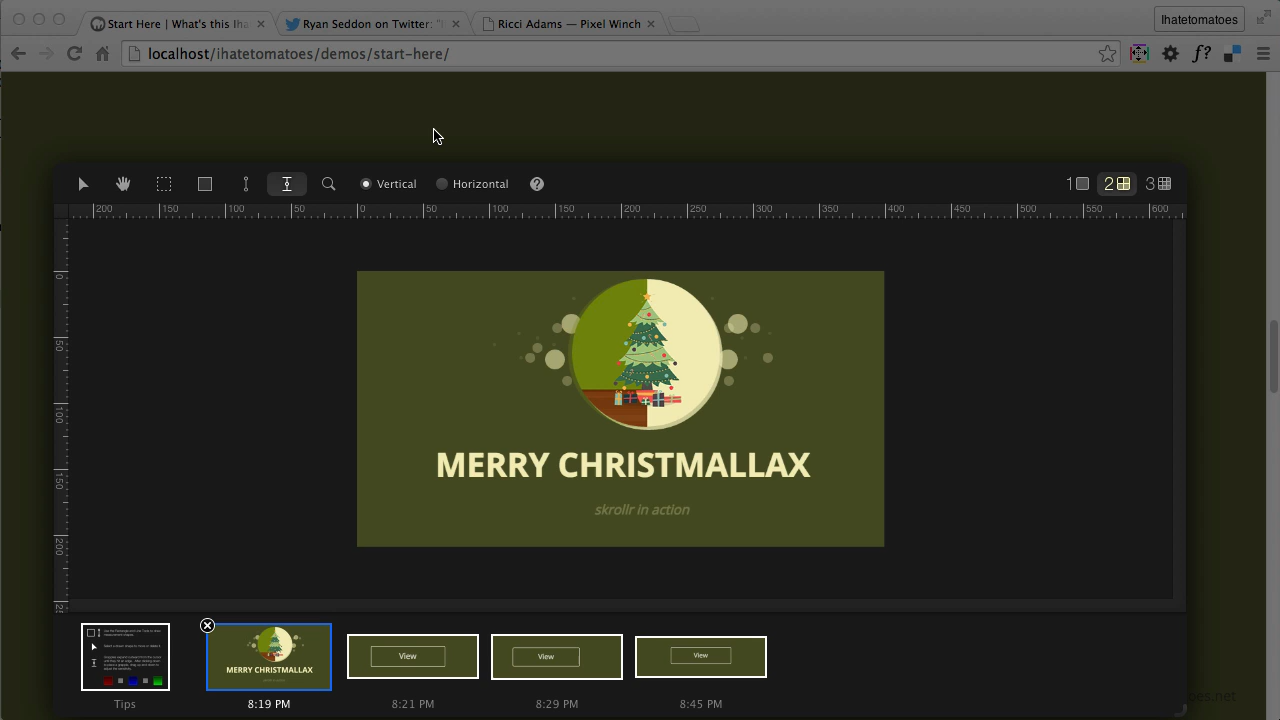 Start Here | What's this Iha
Ryan Seddon on Twitter: "I
Ricci Adams — Pixel Winch
Ihatetomatoes
localhost/ihatetomatoes/demos/start-here/
f?
Vertical
Horizontal
?
1
2
3
200 150 100 50 0 50 100 150 200 250 300 350 400 450 500 550 600
0
50
100
150
200
MERRY CHRISTMALLAX
skrollr in action
MERRY CHRISTMALLAX
View
View
View
Tips
8:19 PM
8:21 PM
8:29 PM
8:45 PM